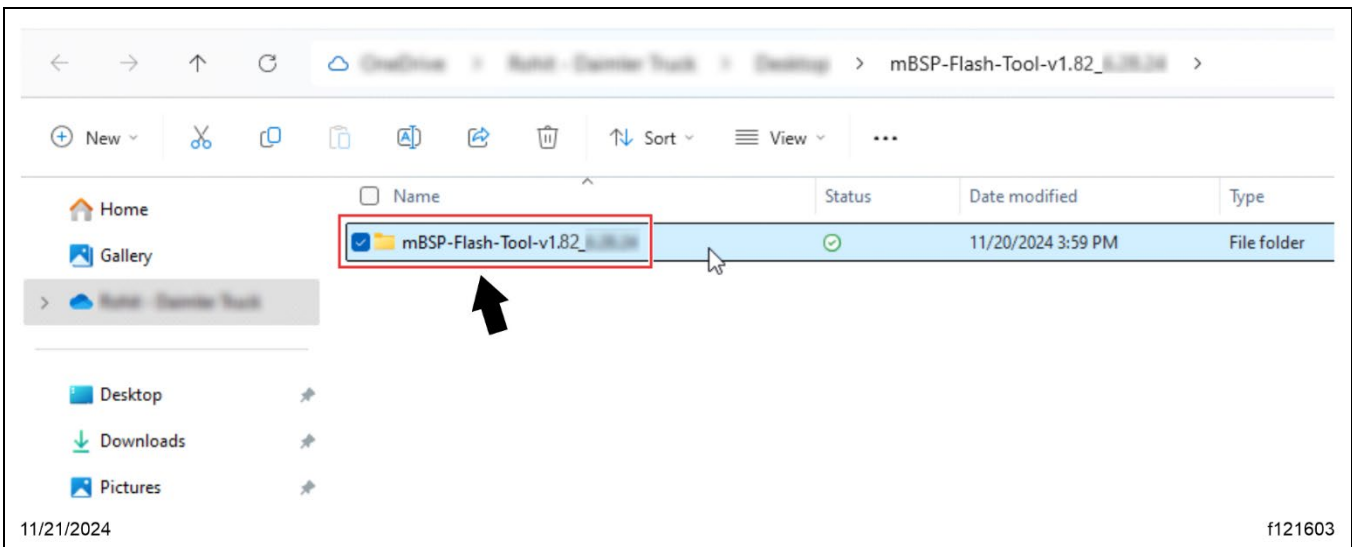 mBSP-Flash-Tool-v1.82_
New Sort View ...
Name Status Date modified Type
Home
mBSP-Flash-Tool-v1.82_ 11/20/2024 3:59 PM File folder
Gallery
Desktop
Downloads
Pictures
11/21/2024 f121603